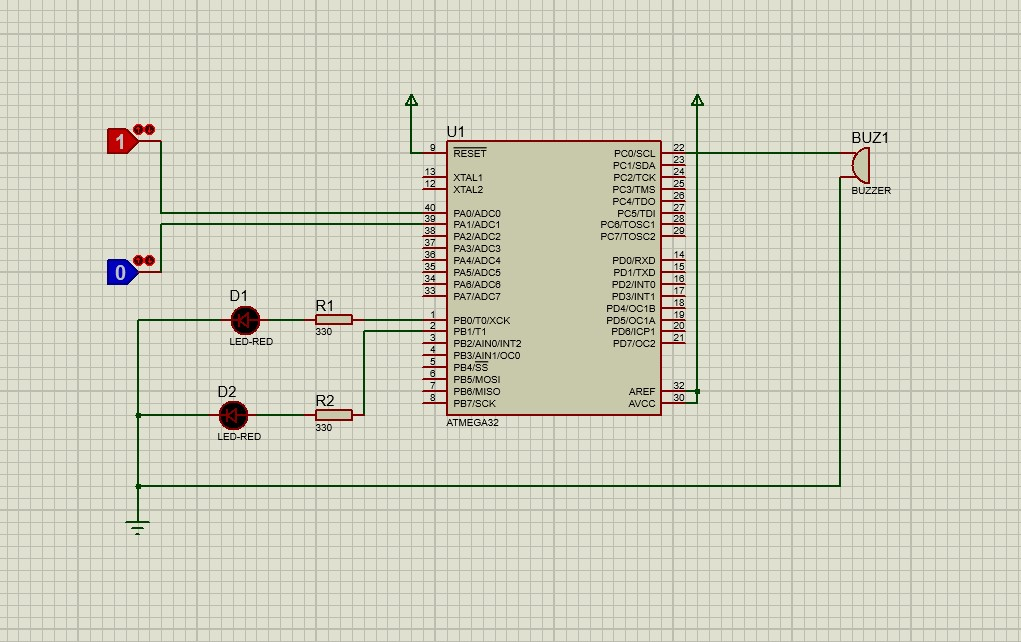 U1
BUZ1
BUZZER
1
0
9 RESET
13 XTAL1
12 XTAL2
40 PA0/ADC0
39 PA1/ADC1
38 PA2/ADC2
37 PA3/ADC3
36 PA4/ADC4
35 PA5/ADC5
34 PA6/ADC6
33 PA7/ADC7
1 PB0/T0/XCK
2 PB1/T1
3 PB2/AIN0/INT2
4 PB3/AIN1/OC0
5 PB4/SS
6 PB5/MOSI
7 PB6/MISO
8 PB7/SCK
PC0/SCL 22
PC1/SDA 23
PC2/TCK 24
PC3/TMS 25
PC4/TDO 26
PC5/TDI 27
PC6/TOSC1 28
PC7/TOSC2 29
PD0/RXD 14
PD1/TXD 15
PD2/INT0 16
PD3/INT1 17
PD4/OC1B 18
PD5/OC1A 19
PD6/ICP1 20
PD7/OC2 21
AREF 32
AVCC 30
ATMEGA32
D1
LED-RED
R1
330
D2
LED-RED
R2
330